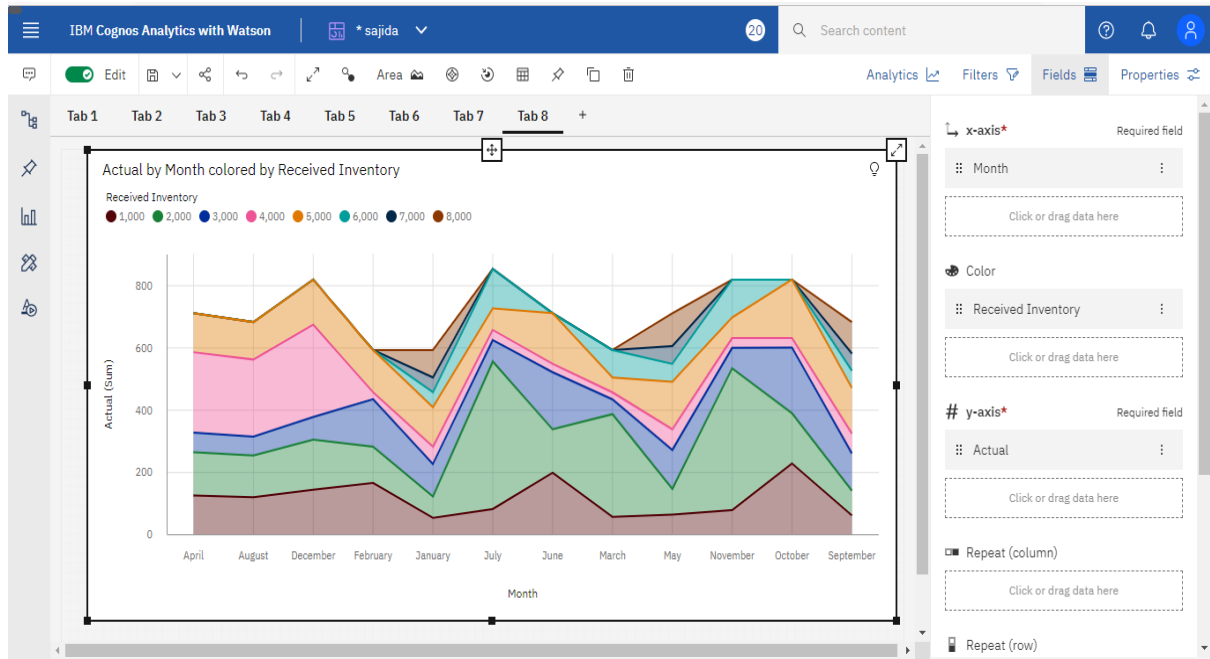 IBM Cognos Analytics with Watson
* sajida
20
Search content
Edit
Area
Analytics
Filters
Fields
Properties
Tab 1 Tab 2 Tab 3 Tab 4 Tab 5 Tab 6 Tab 7 Tab 8 +
Actual by Month colored by Received Inventory
Received Inventory
1,000 2,000 3,000 4,000 5,000 6,000 7,000 8,000
800
600
400
200
0
Actual (Sum)
April August December February January July June March May November October September
Month
x-axis* Required field
Month
Click or drag data here
Color
Received Inventory
Click or drag data here
# y-axis* Required field
Actual
Click or drag data here
Repeat (column)
Click or drag data here
Repeat (row)